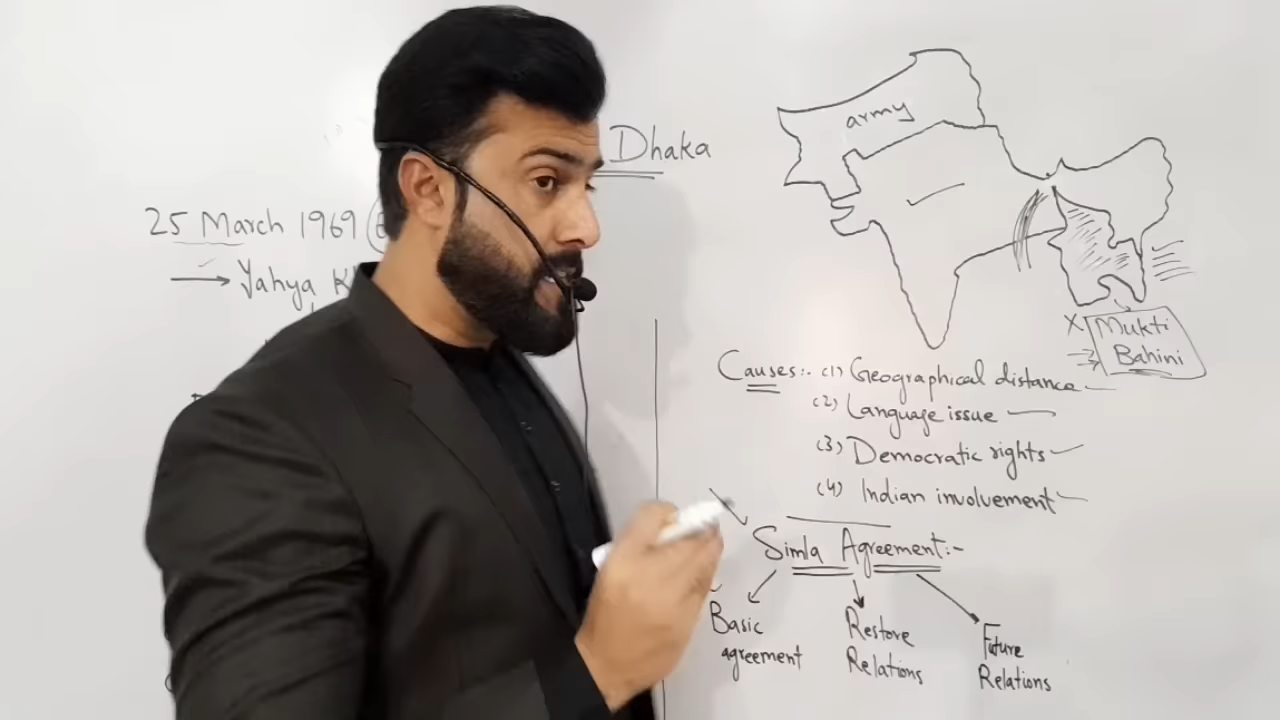 Dhaka
25 March 1969
Yahya
army
Mukti
Bahini
Causes:- (1) Geographical distance
(2) Language issue
(3) Democratic rights
(4) Indian involvement
Simla Agreement:-
Basic
agreement
Restore
Relations
Future
Relations